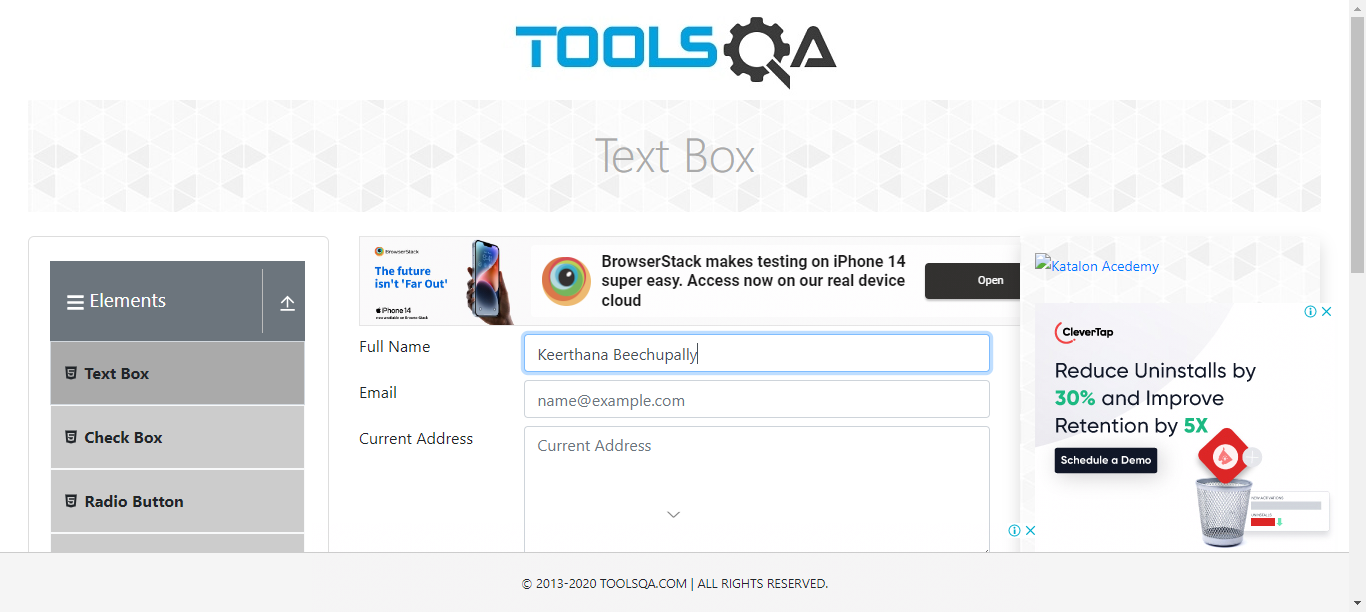 TOOLSQA
Text Box
Elements
Text Box
Check Box
Radio Button
BrowserStack
The future
isn't 'Far Out'
iPhone 14
now available on BrowserStack
BrowserStack makes testing on iPhone 14
super easy. Access now on our real device
cloud
Open
Full Name
Keerthana Beechupally
Email
name@example.com
Current Address
Current Address
Katalon Acedemy
CleverTap
Reduce Uninstalls by
30% and Improve
Retention by 5X
Schedule a Demo
NEW ACTIVATIONS
UNINSTALLS
© 2013-2020 TOOLSQA.COM | ALL RIGHTS RESERVED.